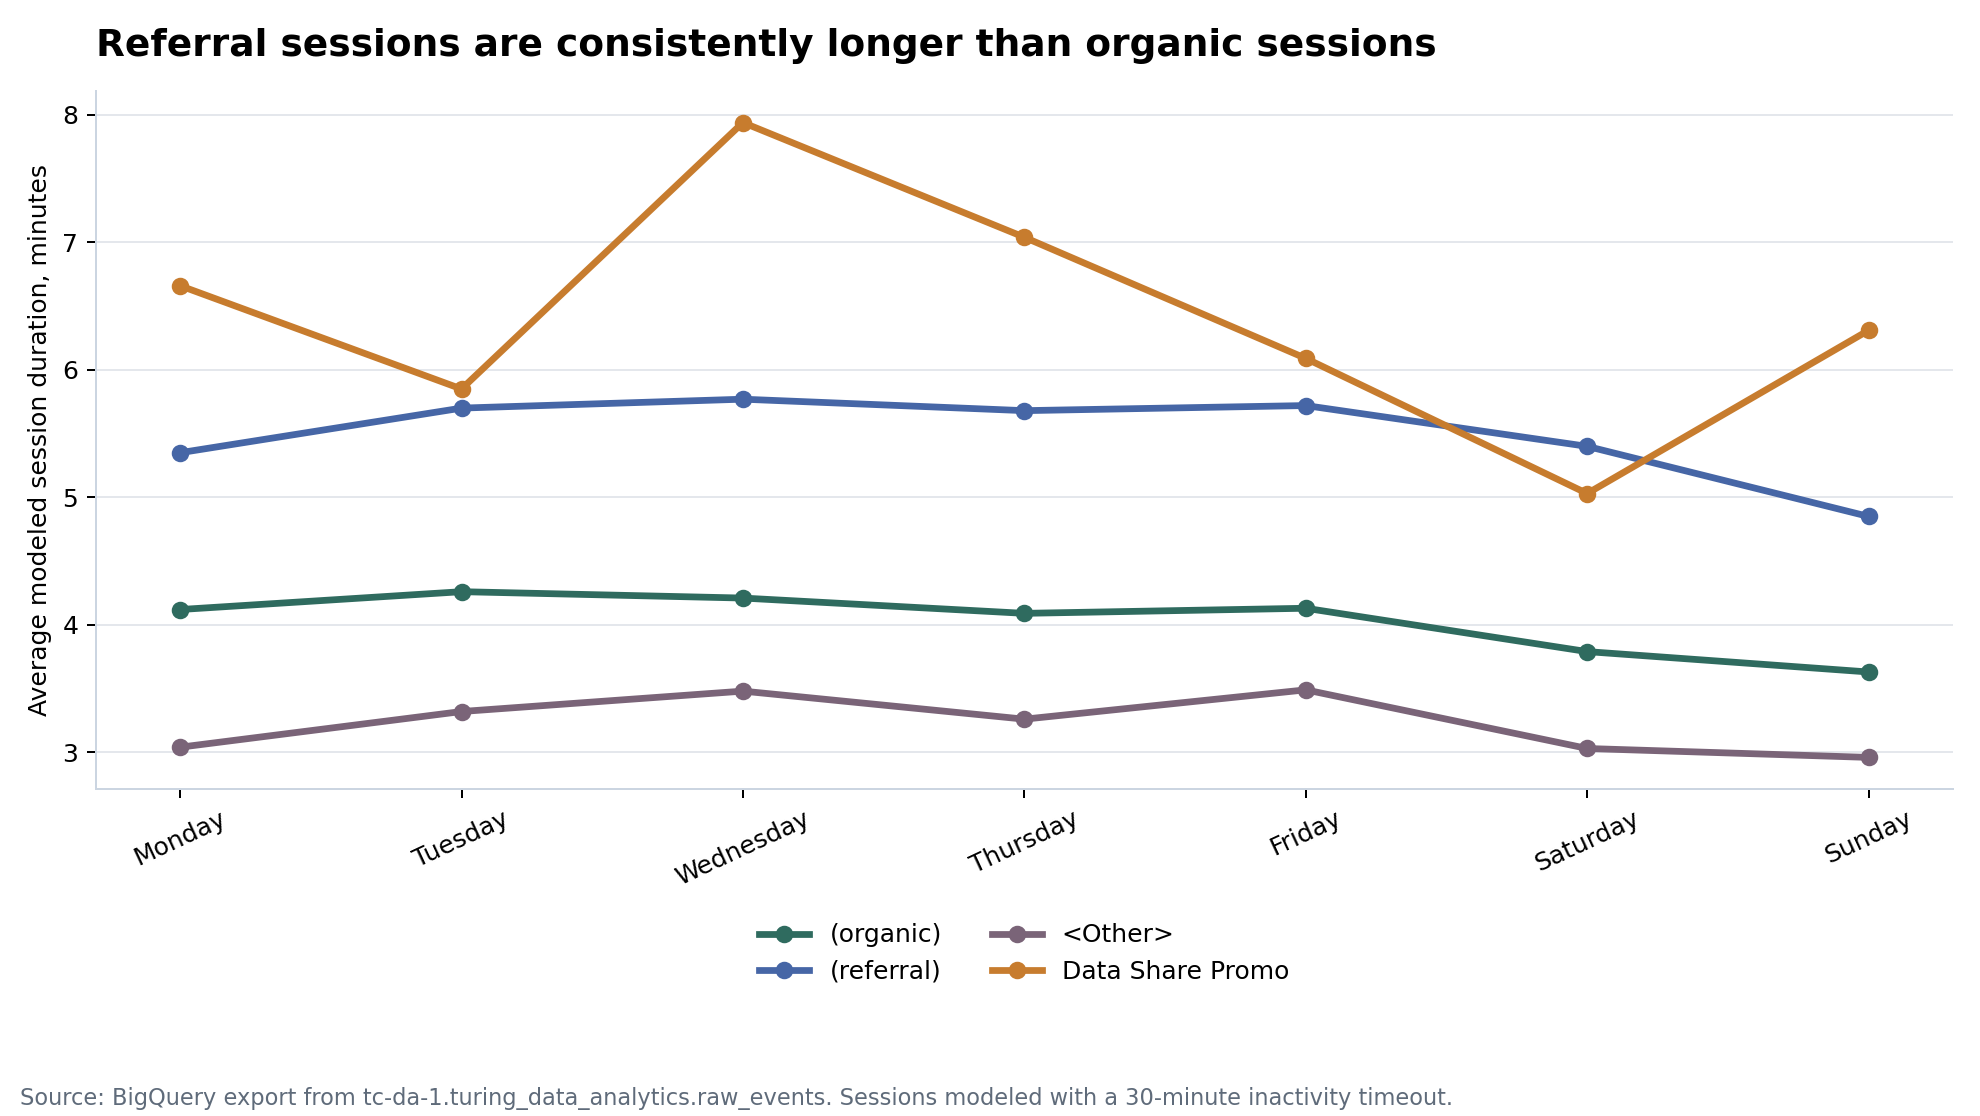 Referral sessions are consistently longer than organic sessions
Average modeled session duration, minutes
8
7
6
5
4
3
Monday
Tuesday
Wednesday
Thursday
Friday
Saturday
Sunday
(organic)
(referral)
<Other>
Data Share Promo
Source: BigQuery export from tc-da-1.turing_data_analytics.raw_events. Sessions modeled with a 30-minute inactivity timeout.